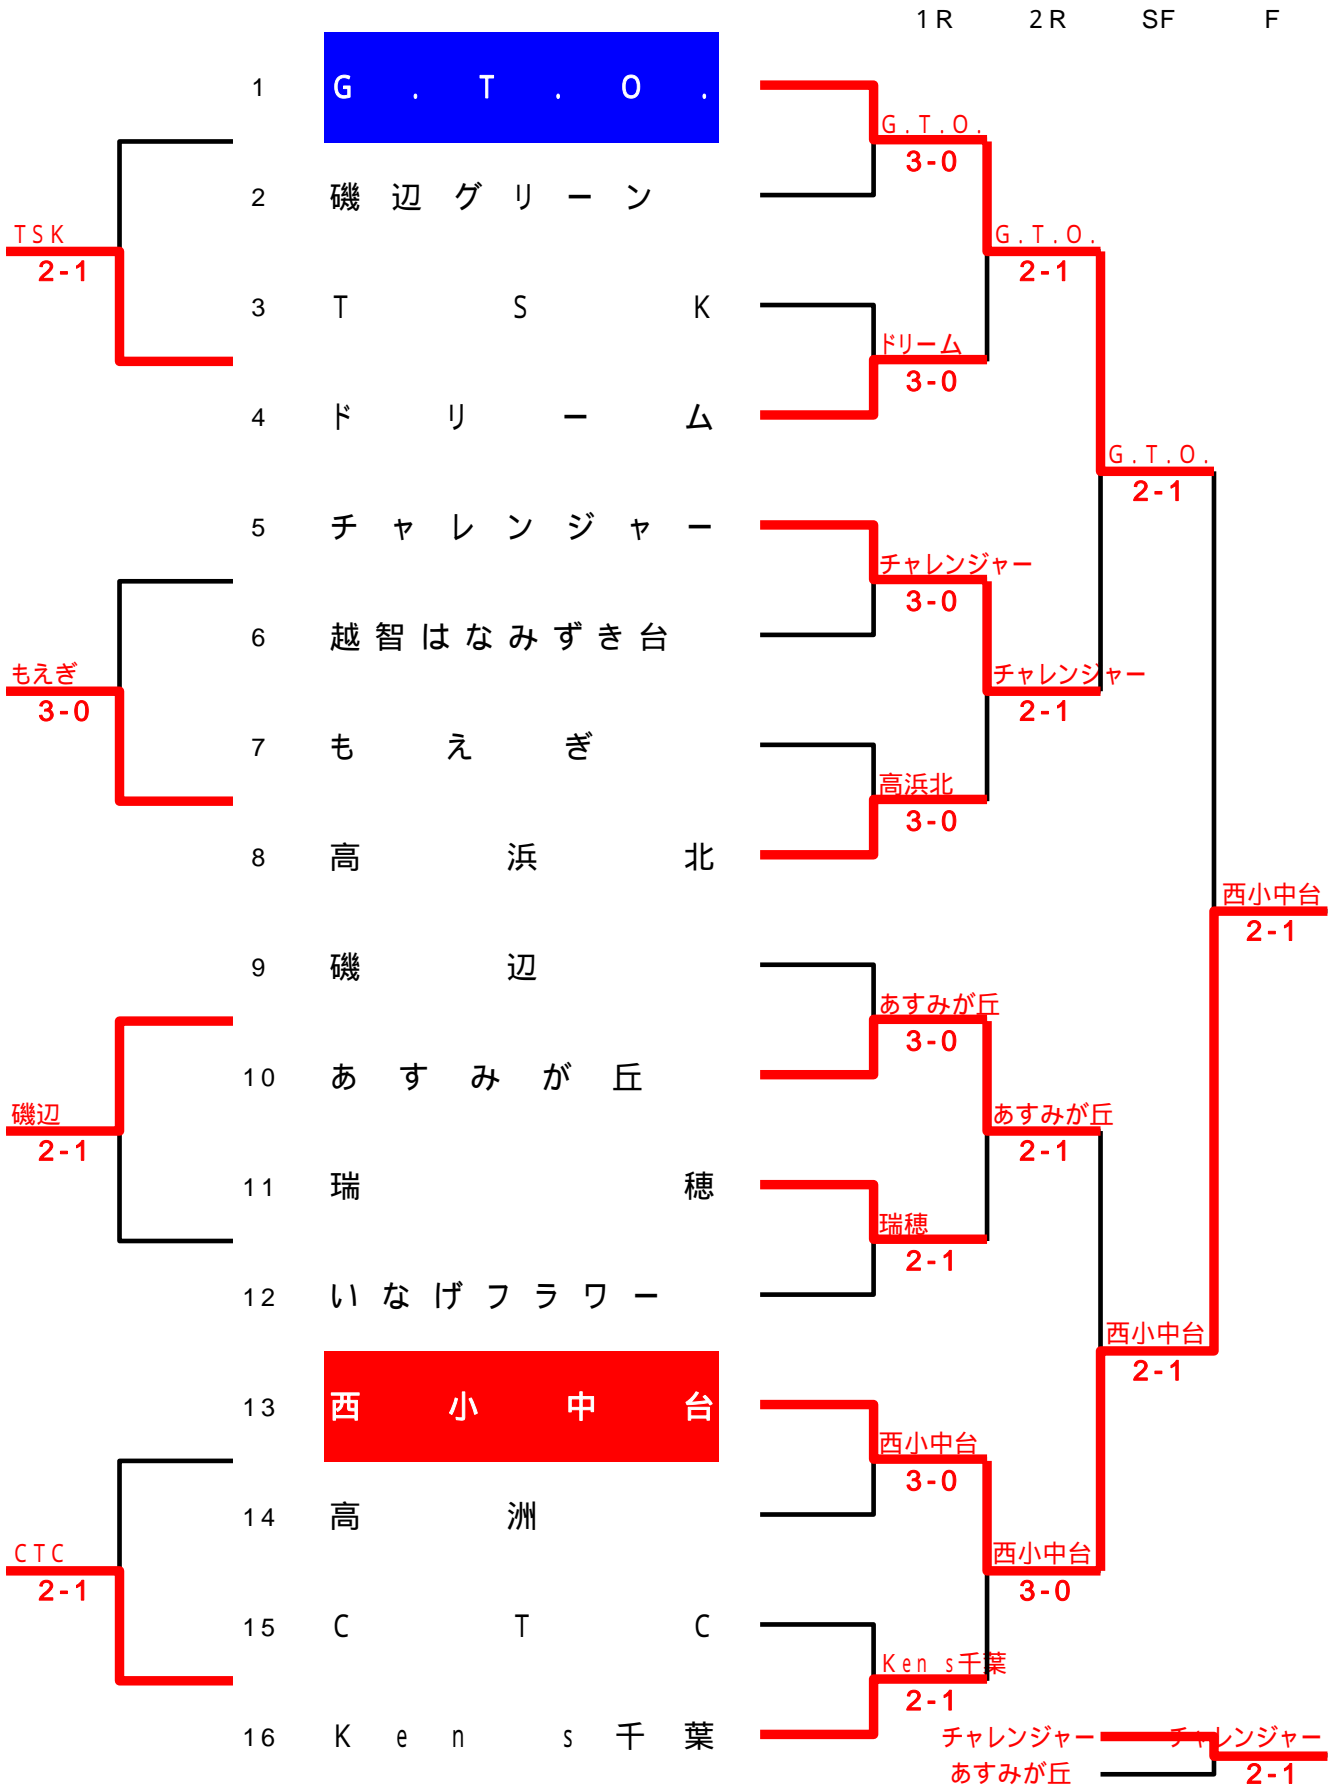 1R 2R SF F
1 G.T.O.
G.T.O.
3-0
2 磯辺グリーン
TSK
2-1
G.T.O.
2-1
3 TSK
ドリーム
3-0
4 ドリーム
G.T.O.
2-1
5 チャレンジャー
チャレンジャー
3-0
6 越智はなみずき台
もえぎ
3-0
チャレンジャー
2-1
7 もえぎ
高浜北
3-0
8 高浜北
西小中台
2-1
9 磯辺
あすみが丘
3-0
10 あすみが丘
磯辺
2-1
あすみが丘
2-1
11 瑞穂
瑞穂
2-1
12 いなげフラワー
西小中台
2-1
13 西小中台
西小中台
3-0
14 高洲
CTC
2-1
西小中台
3-0
15 CTC
Ken s千葉
2-1
16 Ken s千葉
チャレンジャー チャレンジャー
あすみが丘 2-1